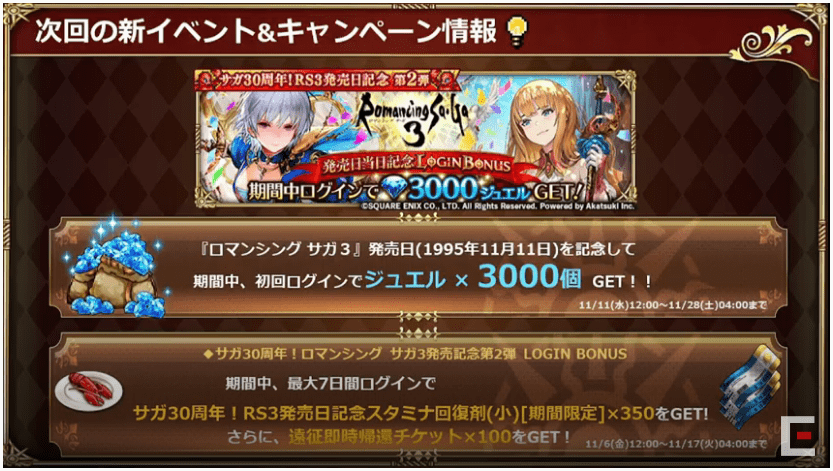 次回の新イベント&キャンペーン情報
サガ30周年!RS3発売日記念 第2弾
Romancing Sa・Ga
3
発売日当日記念 LOGIN BONUS
期間中ログインで3000ジュエルGET!
©SQUARE ENIX CO., LTD. All Rights Reserved. Powered by Akatsuki Inc.
『ロマンシング サガ3』発売日(1995年11月11日)を記念して
期間中、初回ログインでジュエル × 3000個 GET!!
11/11(水)12:00~11/28(土)04:00まで
◆サガ30周年!ロマンシング サガ3発売記念第2弾 LOGIN BONUS
期間中、最大7日間ログインで
サガ30周年!RS3発売日記念スタミナ回復剤(小)[期間限定]×350をGET!
さらに、遠征即時帰還チケット×100をGET!
11/6(金)12:00~11/17(火)04:00まで